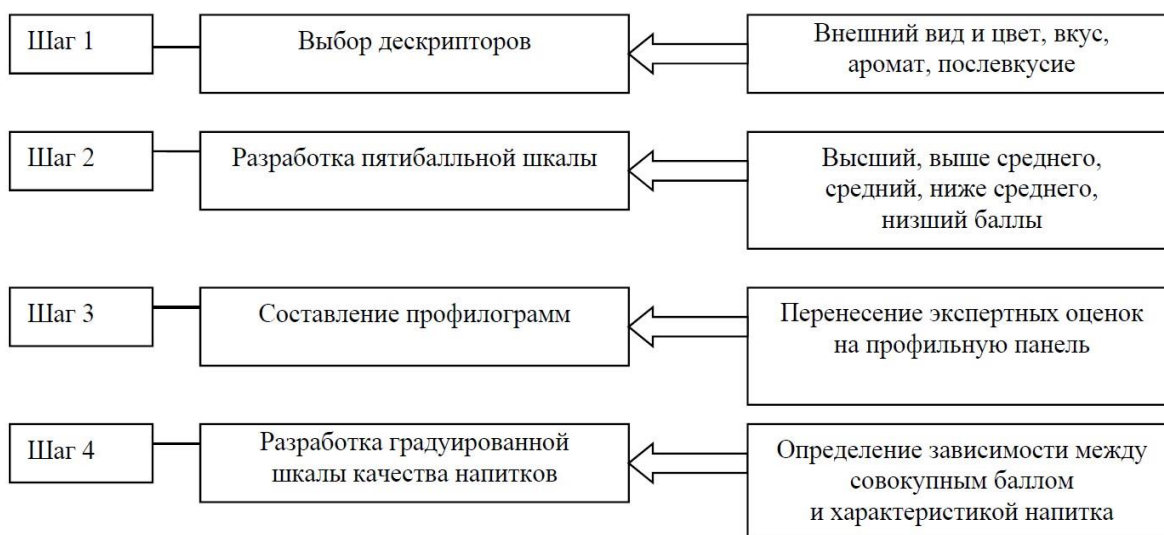 Шаг 1
Выбор дескрипторов
Внешний вид и цвет, вкус,
аромат, послевкусие
Шаг 2
Разработка пятибалльной шкалы
Высший, выше среднего,
средний, ниже среднего,
низший баллы
Шаг 3
Составление профилограмм
Перенесение экспертных оценок
на профильную панель
Шаг 4
Разработка градуированной
шкалы качества напитков
Определение зависимости между
совокупным баллом
и характеристикой напитка